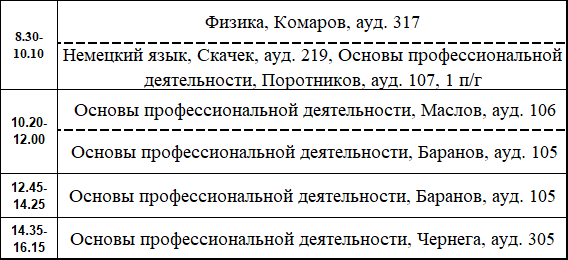 8.30-
10.10
Физика, Комаров, ауд. 317
Немецкий язык, Скачек, ауд. 219, Основы профессиональной
деятельности, Поротников, ауд. 107, 1 п/г
10.20-
12.00
Основы профессиональной деятельности, Маслов, ауд. 106
Основы профессиональной деятельности, Баранов, ауд. 105
12.45-
14.25
Основы профессиональной деятельности, Баранов, ауд. 105
14.35-
16.15
Основы профессиональной деятельности, Чернега, ауд. 305